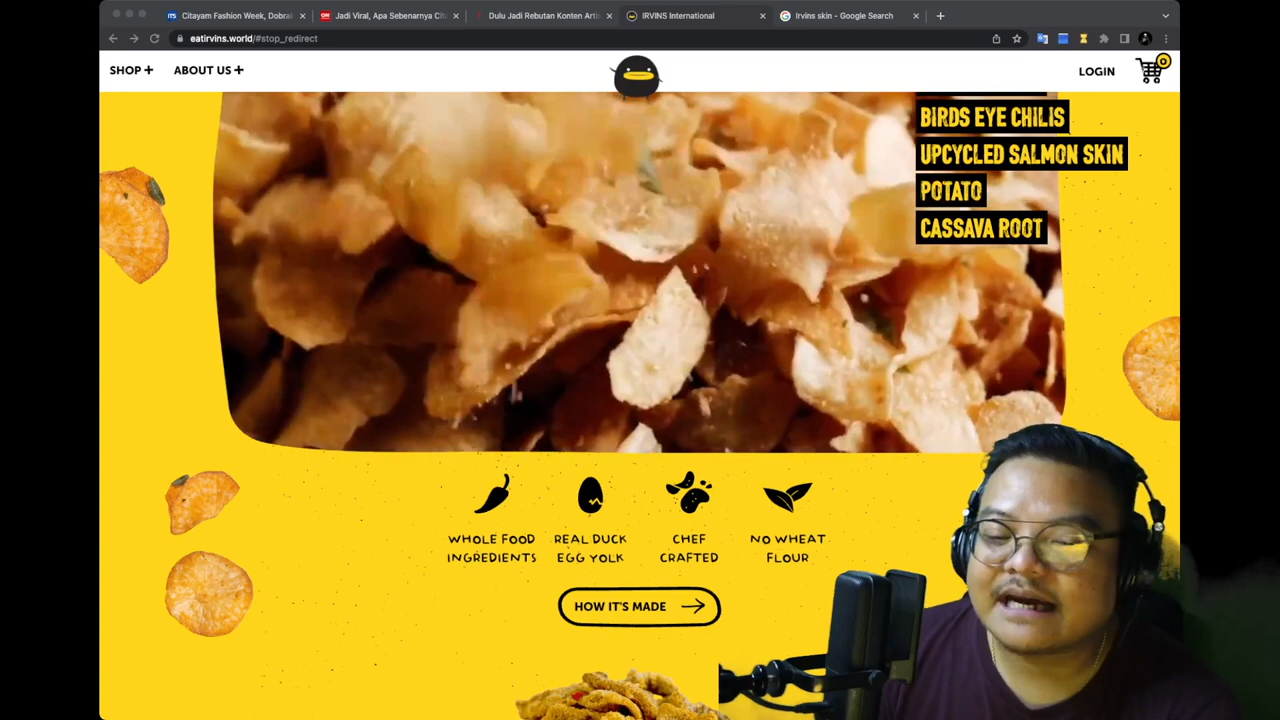 Citayam Fashion Week, Dobrak
Jadi Viral, Apa Sebenarnya Cit
Dulu Jadi Rebutan Konten Arti
IRVINS International
Irvins skin - Google Search
eatirvins.world/#stop_redirect
SHOP +
ABOUT US +
LOGIN
0
BIRDS EYE CHILIS
UPCYCLED SALMON SKIN
POTATO
CASSAVA ROOT
WHOLE FOOD
INGREDIENTS
REAL DUCK
EGG YOLK
CHEF
CRAFTED
NO WHEAT
FLOUR
HOW IT'S MADE